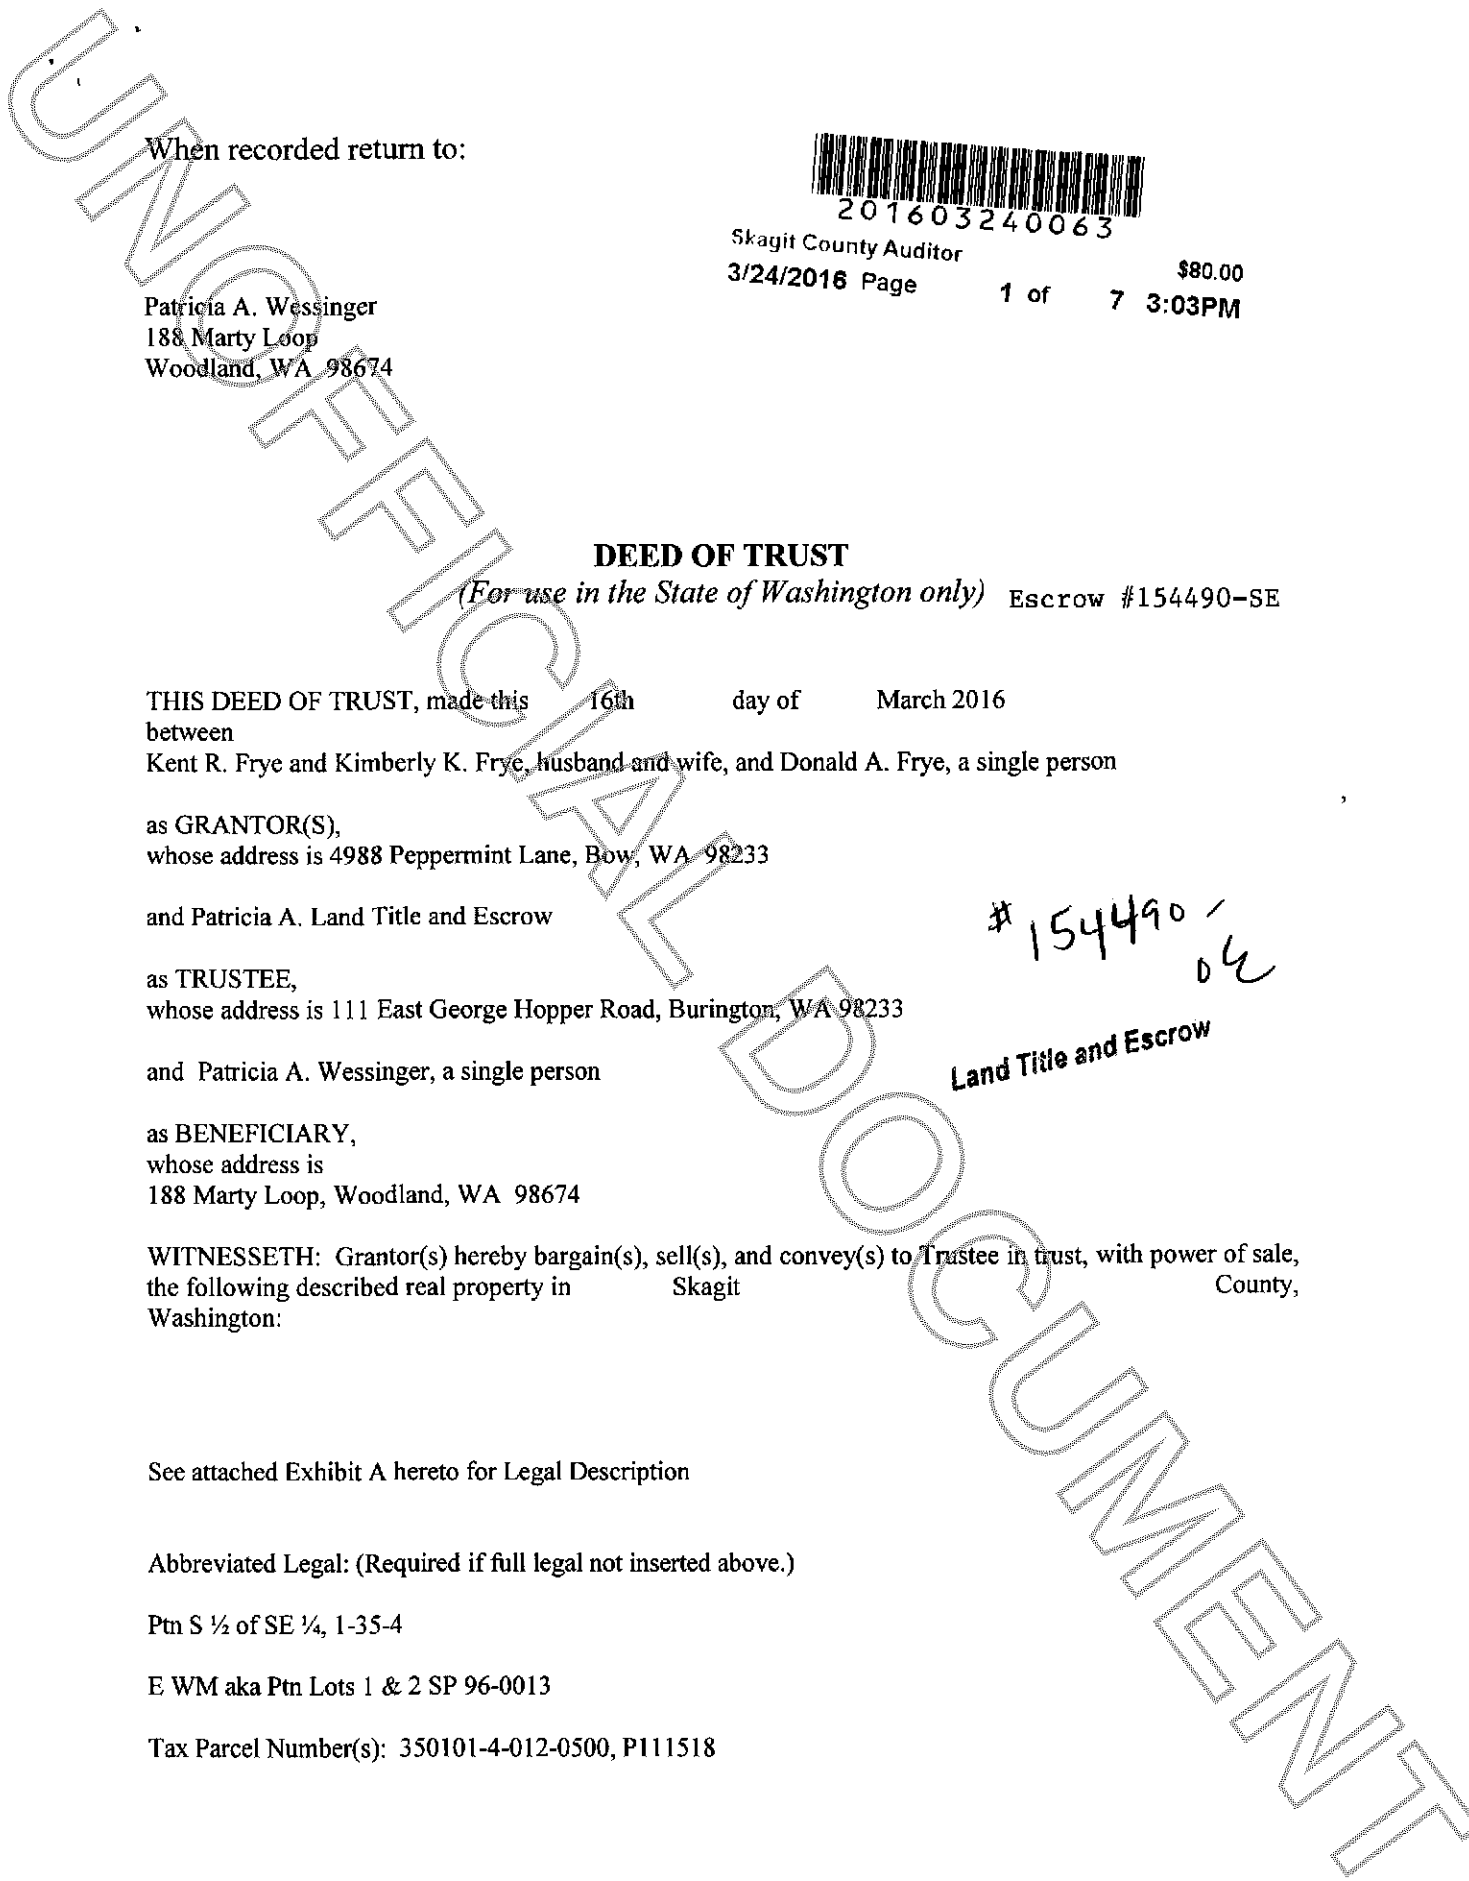 When recorded return to:
201603240063
Skagit County Auditor
$80.00
3/24/2016 Page 1 of 7 3:03PM
Patricia A. Wessinger
188 Marty Loop
Woodland, WA 98674
DEED OF TRUST
(For use in the State of Washington only) Escrow #154490-SE
THIS DEED OF TRUST, made this 16th day of March 2016
between
Kent R. Frye and Kimberly K. Frye, husband and wife, and Donald A. Frye, a single person
,
as GRANTOR(S),
whose address is 4988 Peppermint Lane, Bow, WA 98233
and Patricia A. Land Title and Escrow
# 154490-
as TRUSTEE,
whose address is 111 East George Hopper Road, Burington, WA 98233
Land Title and Escrow
and Patricia A. Wessinger, a single person
as BENEFICIARY,
whose address is
188 Marty Loop, Woodland, WA 98674
WITNESSETH: Grantor(s) hereby bargain(s), sell(s), and convey(s) to Trustee in trust, with power of sale,
the following described real property in Skagit County,
Washington:
See attached Exhibit A hereto for Legal Description
Abbreviated Legal: (Required if full legal not inserted above.)
Ptn S ½ of SE ¼, 1-35-4
E WM aka Ptn Lots 1 & 2 SP 96-0013
Tax Parcel Number(s): 350101-4-012-0500, P111518
UNOFFICIAL DOCUMENT